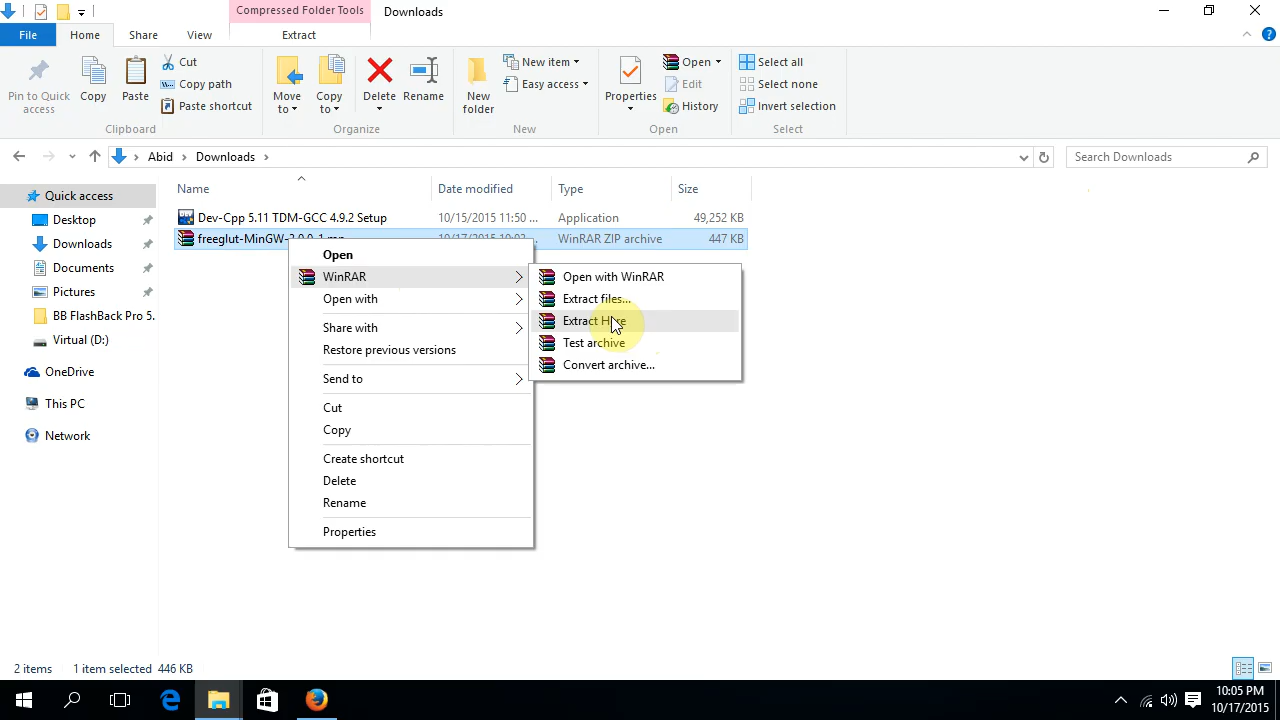 Compressed Folder Tools
Downloads
File
Home
Share
View
Extract
Pin to Quick access
Copy
Paste
Cut
Copy path
Paste shortcut
Clipboard
Move to
Copy to
Delete
Rename
Organize
New folder
New item
Easy access
New
Properties
Open
Edit
History
Open
Select all
Select none
Invert selection
Select
Abid
Downloads
Search Downloads
Name
Date modified
Type
Size
Quick access
Desktop
Downloads
Documents
Pictures
BB FlashBack Pro 5.
Virtual (D:)
OneDrive
This PC
Network
Dev-Cpp 5.11 TDM-GCC 4.9.2 Setup
10/15/2015 11:50 ...
Application
49,252 KB
WinRAR ZIP archive
447 KB
Open
WinRAR
Open with
Share with
Restore previous versions
Send to
Cut
Copy
Create shortcut
Delete
Rename
Properties
Open with WinRAR
Extract files...
Extract Here
Test archive
Convert archive...
2 items
1 item selected 446 KB
10:05 PM
10/17/2015